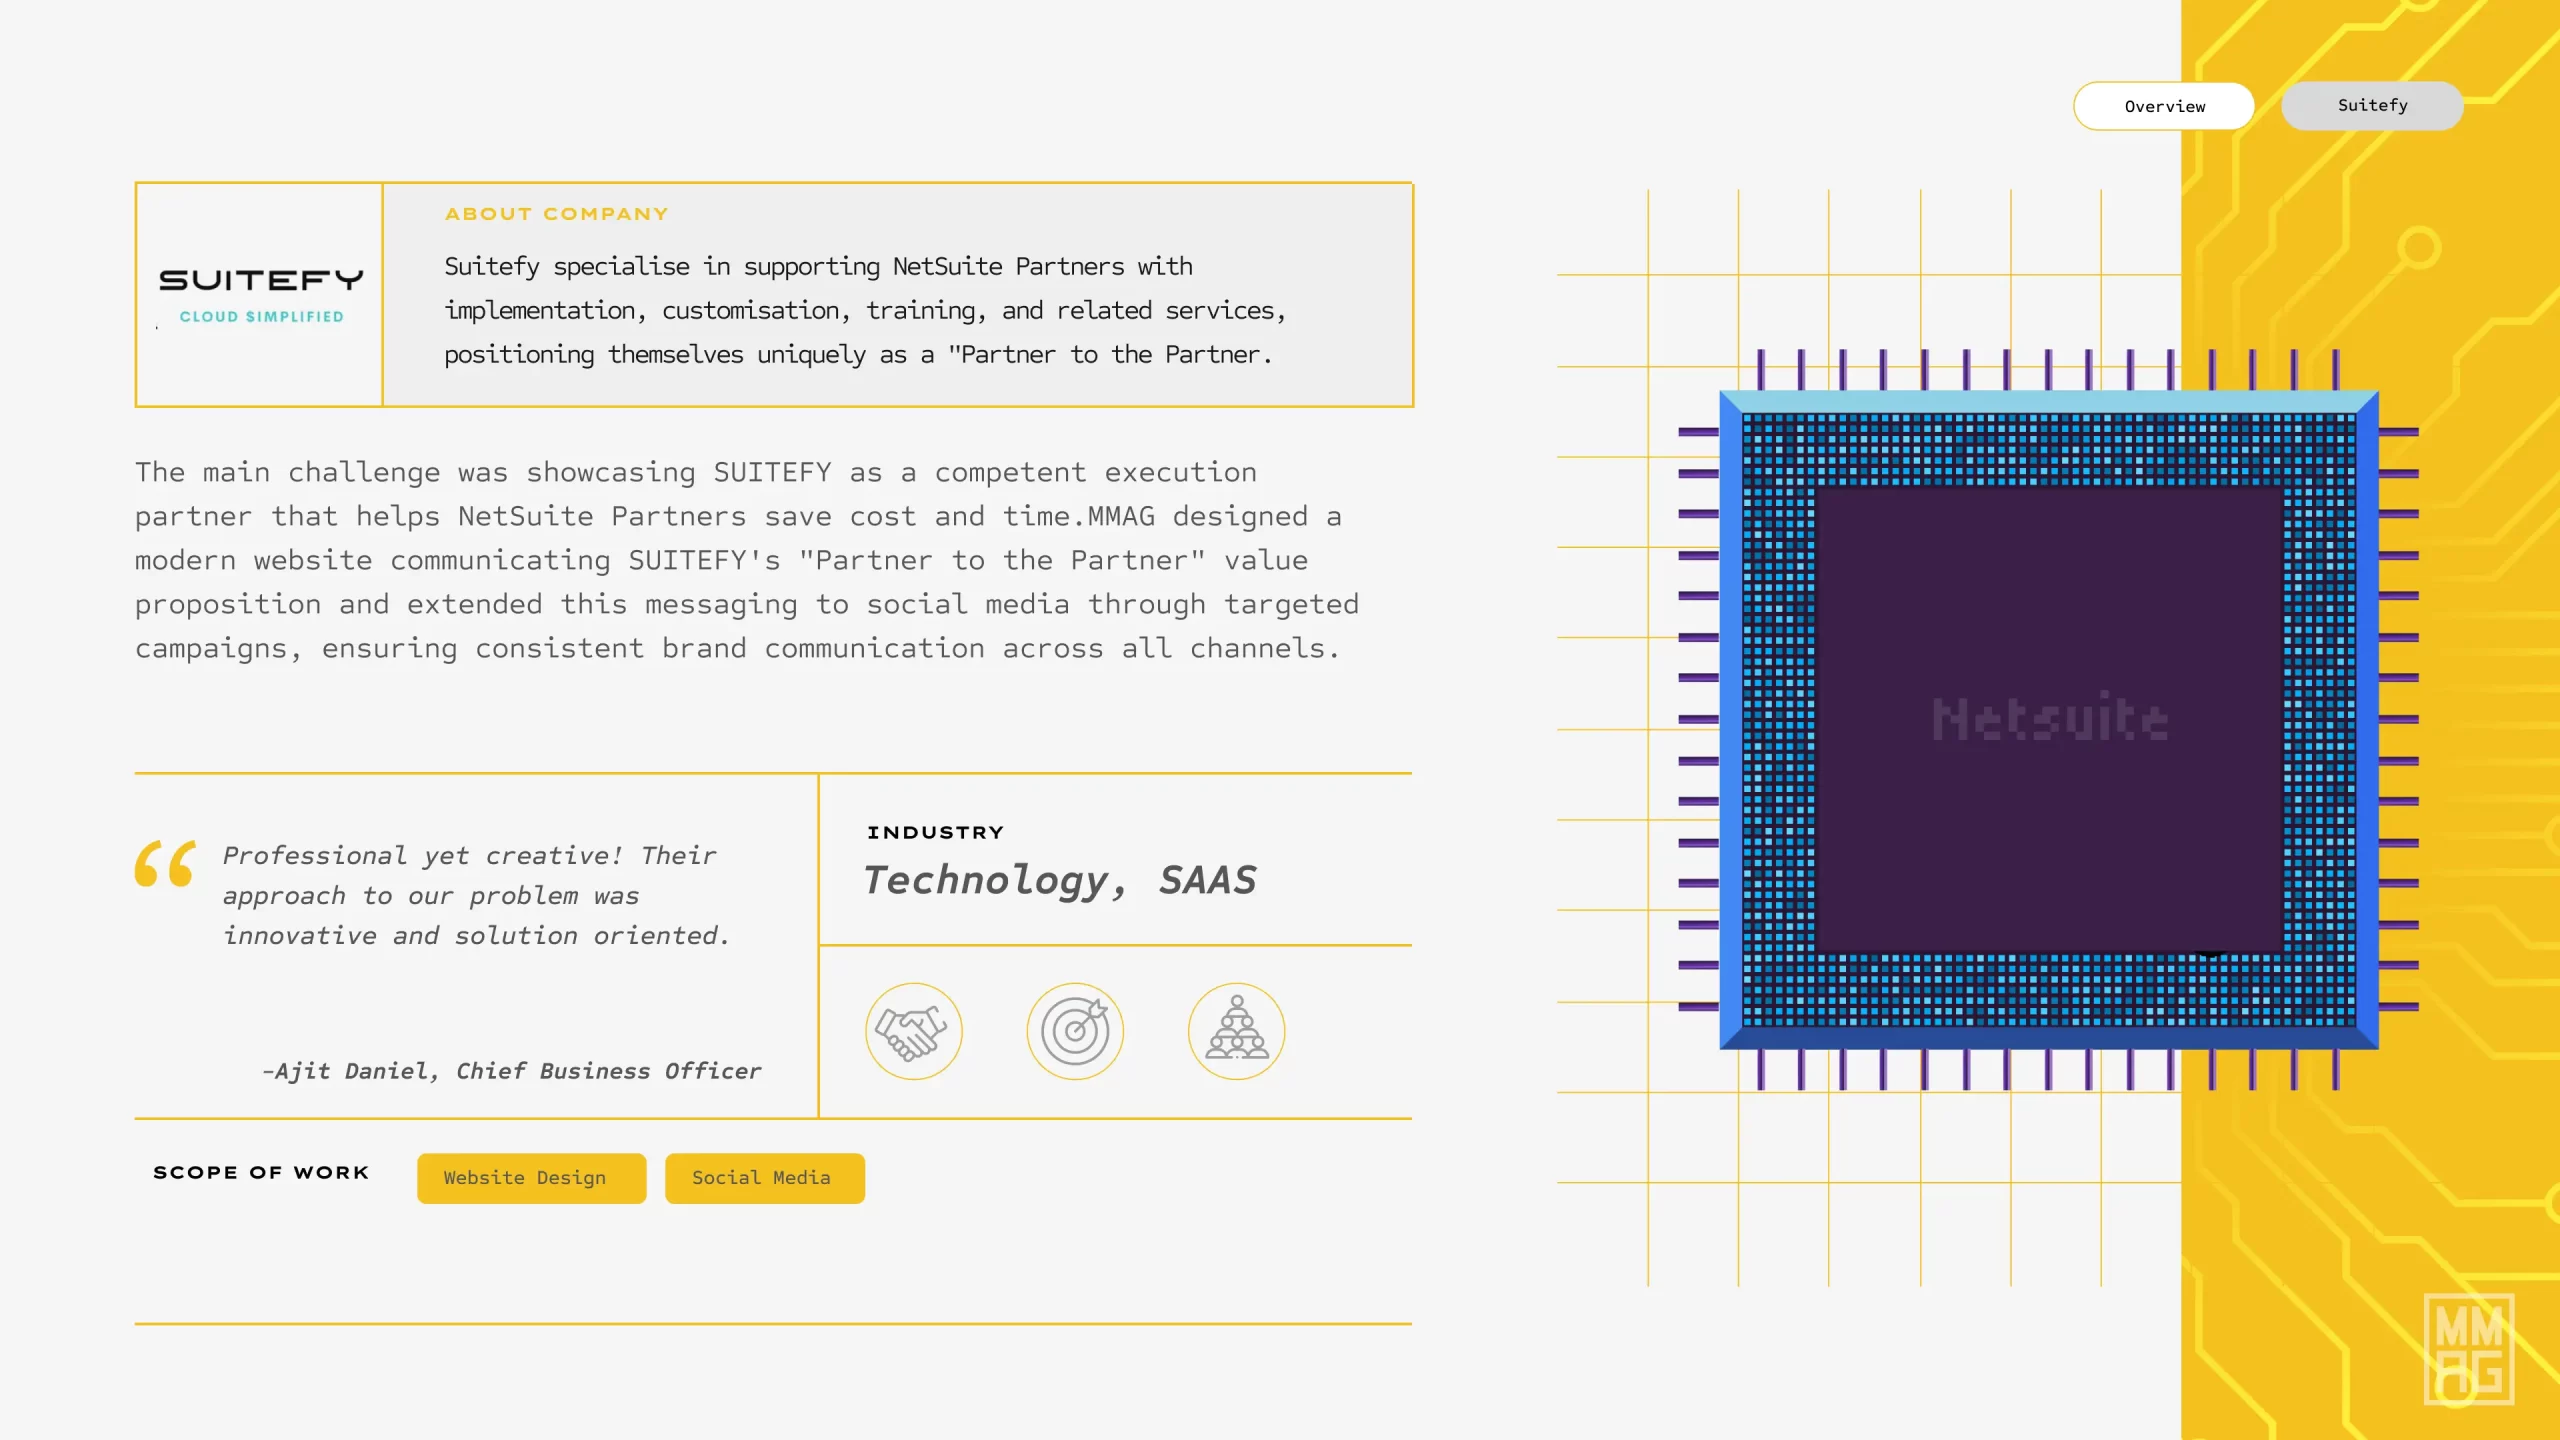 Overview
Suitefy
SUITEFY
CLOUD SIMPLIFIED
ABOUT COMPANY
Suitefy specialise in supporting NetSuite Partners with
implementation, customisation, training, and related services,
positioning themselves uniquely as a "Partner to the Partner.
The main challenge was showcasing SUITEFY as a competent execution
partner that helps NetSuite Partners save cost and time.MMAG designed a
modern website communicating SUITEFY's "Partner to the Partner" value
proposition and extended this messaging to social media through targeted
campaigns, ensuring consistent brand communication across all channels.
Netsuite
“Professional yet creative! Their
approach to our problem was
innovative and solution oriented.
–Ajit Daniel, Chief Business Officer
INDUSTRY
Technology, SAAS
SCOPE OF WORK
Website Design
Social Media
MM
AG